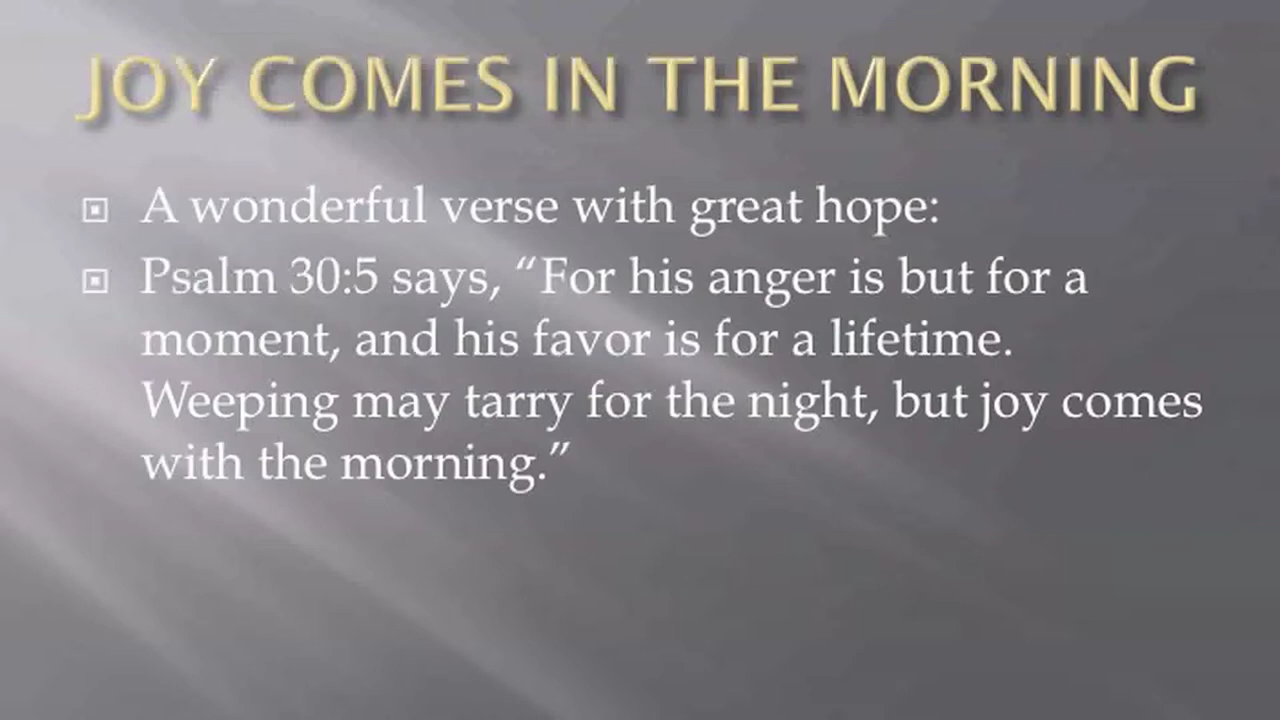 JOY COMES IN THE MORNING
A wonderful verse with great hope:
Psalm 30:5 says, “For his anger is but for a
moment, and his favor is for a lifetime.
Weeping may tarry for the night, but joy comes
with the morning.”